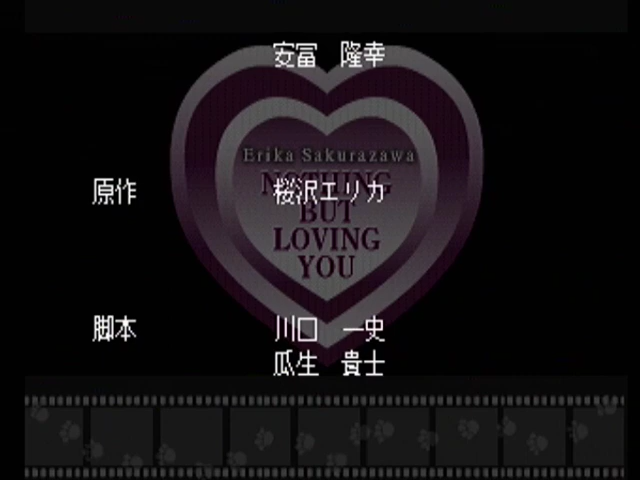 安冨 隆幸
Erika Sakurazawa
原作 桜沢エリカ
NOTHING
BUT
LOVING
YOU
脚本 川口 一史
瓜生 貴士